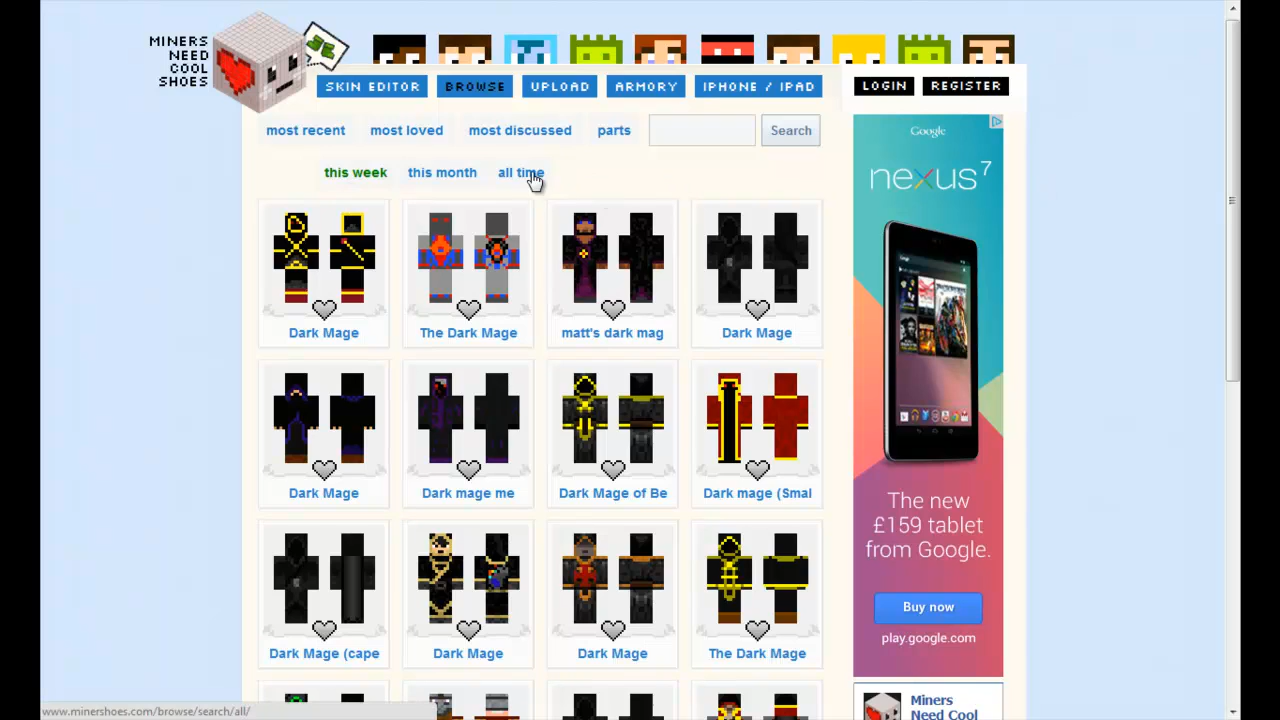 MINERS
NEED
COOL
SHOES
SKIN EDITOR
BROWSE
UPLOAD
ARMORY
IPHONE / IPAD
LOGIN
REGISTER
most recent
most loved
most discussed
parts
Search
this week
this month
all time
Dark Mage
The Dark Mage
matt's dark mag
Dark Mage
Dark Mage
Dark mage me
Dark Mage of Be
Dark mage (Smal
Dark Mage (cape
Dark Mage
Dark Mage
The Dark Mage
Google
nexus 7
The new
£159 tablet
from Google.
Buy now
play.google.com
Miners
Need Cool
www.minershoes.com/browse/search/all/